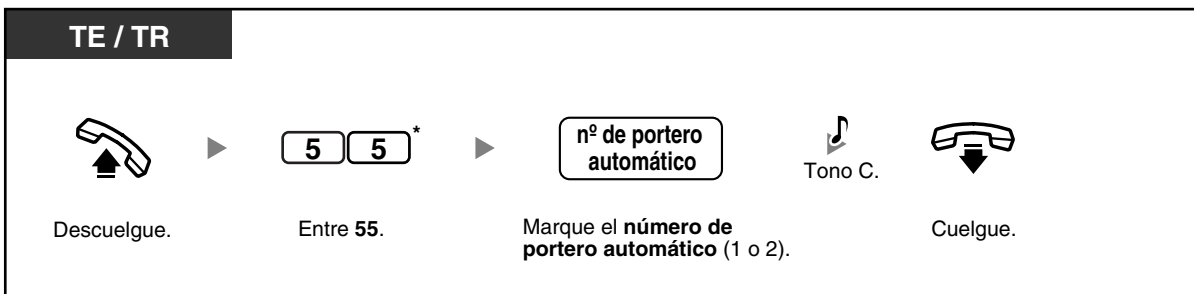 TE / TR
5 5 *
nº de portero
automático
Tono C.
Descuelgue.
Entre 55.
Marque el número de
portero automático (1 o 2).
Cuelgue.